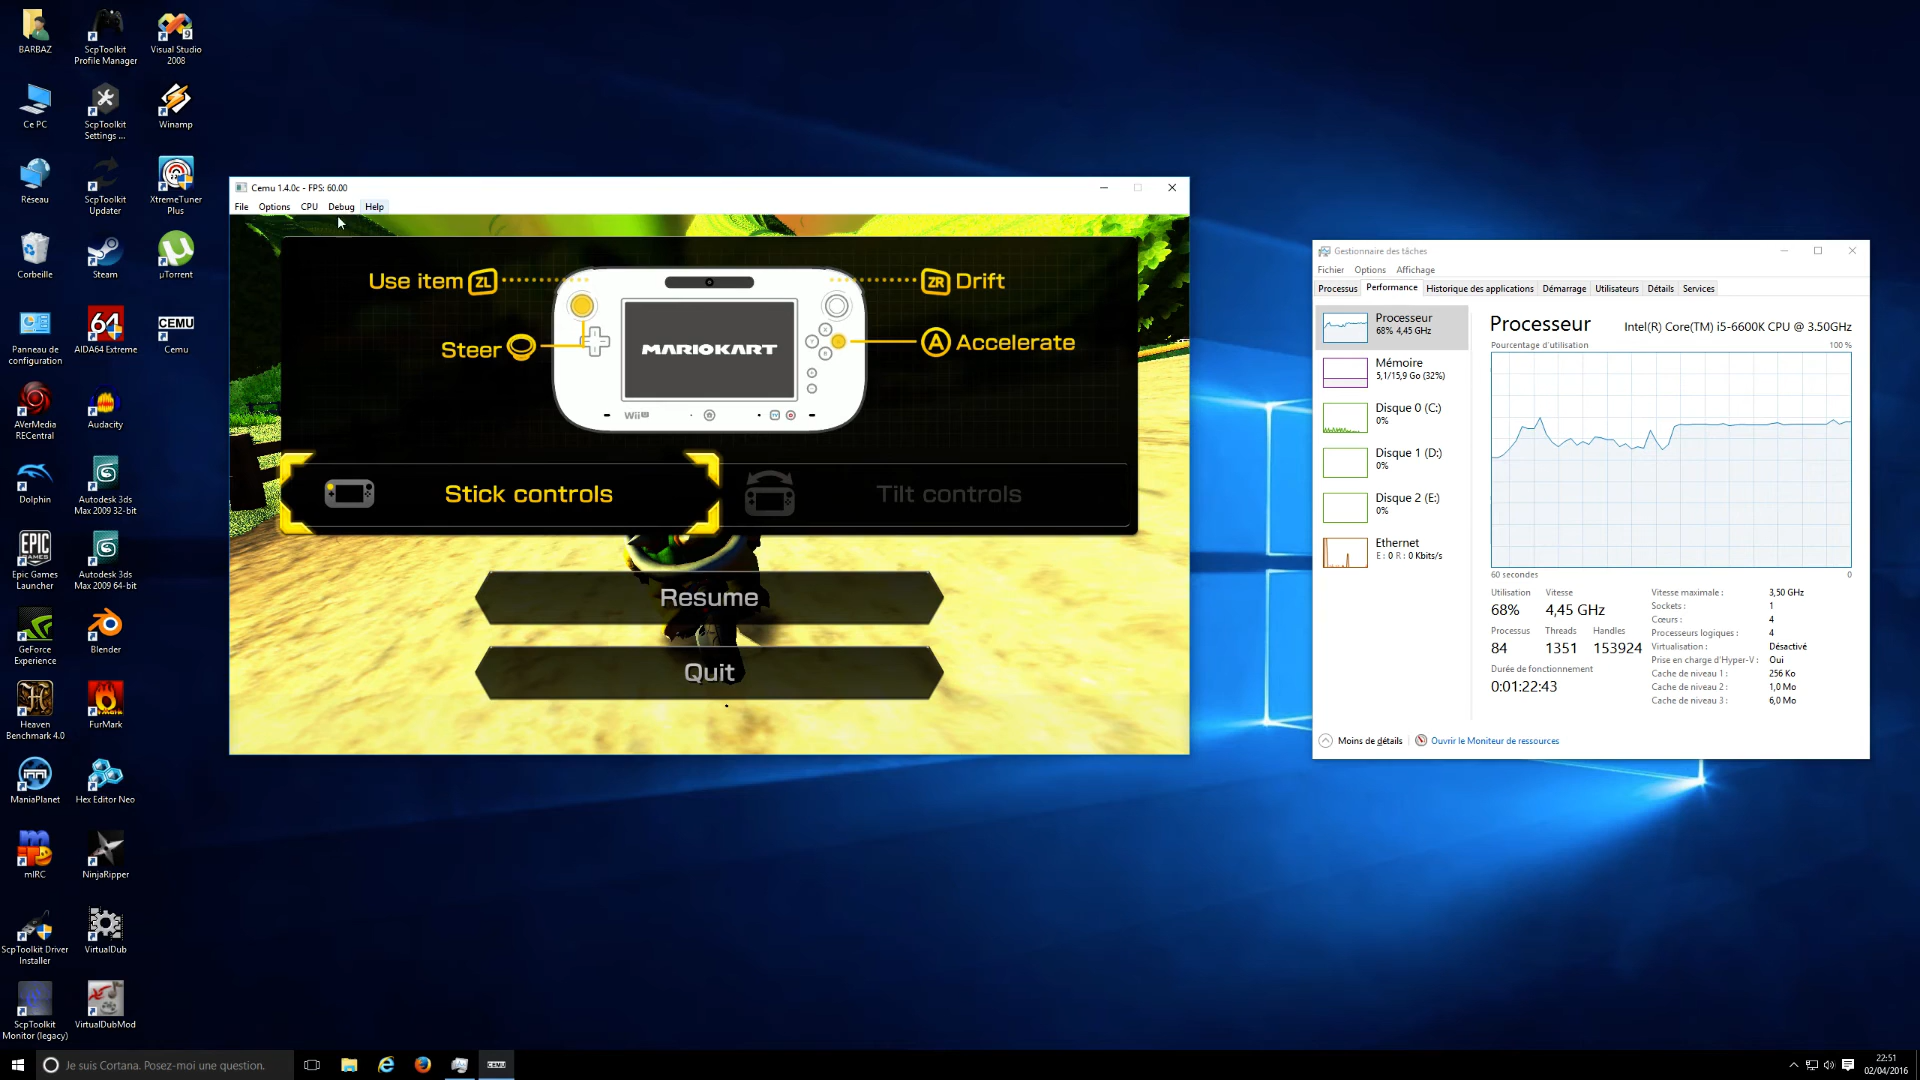 BARBAZ
ScpToolkit
Profile Manager
Visual Studio
2008
Ce PC
ScpToolkit
Settings ...
Winamp
Réseau
ScpToolkit
Updater
XtremeTuner
Plus
Corbeille
Steam
µTorrent
Panneau de
configuration
64
AIDA64 Extreme
CEMU
Cemu
AVerMedia
RECentral
Audacity
Dolphin
Autodesk 3ds
Max 2009 32-bit
EPIC
GAMES
Epic Games
Launcher
Autodesk 3ds
Max 2009 64-bit
GeForce
Experience
Blender
Heaven
Benchmark 4.0
FurMark
ManiaPlanet
Hex Editor Neo
mIRC
NinjaRipper
ScpToolkit Driver
Installer
VirtualDub
ScpToolkit
Monitor (legacy)
VirtualDubMod
Cemu 1.4.0c - FPS: 60.00
File Options CPU Debug Help
Use item ZL
ZR Drift
Steer
A Accelerate
MARIOKART
Wii U
TV
Stick controls
Tilt controls
Resume
Quit
Gestionnaire des tâches
Fichier Options Affichage
Processus Performance Historique des applications Démarrage Utilisateurs Détails Services
Processeur
68% 4,45 GHz
Mémoire
5,1/15,9 Go (32%)
Disque 0 (C:)
0%
Disque 1 (D:)
0%
Disque 2 (E:)
0%
Ethernet
E : 0 R : 0 Kbits/s
Processeur Intel(R) Core(TM) i5-6600K CPU @ 3.50GHz
Pourcentage d'utilisation 100 %
60 secondes 0
Utilisation Vitesse
68% 4,45 GHz
Processus Threads Handles
84 1351 153924
Durée de fonctionnement
0:01:22:43
Vitesse maximale : 3,50 GHz
Sockets : 1
Cœurs : 4
Processeurs logiques : 4
Virtualisation : Désactivé
Prise en charge d'Hyper-V : Oui
Cache de niveau 1 : 256 Ko
Cache de niveau 2 : 1,0 Mo
Cache de niveau 3 : 6,0 Mo
Moins de détails Ouvrir le Moniteur de ressources
Je suis Cortana. Posez-moi une question.
CEMU
22:51
02/04/2016